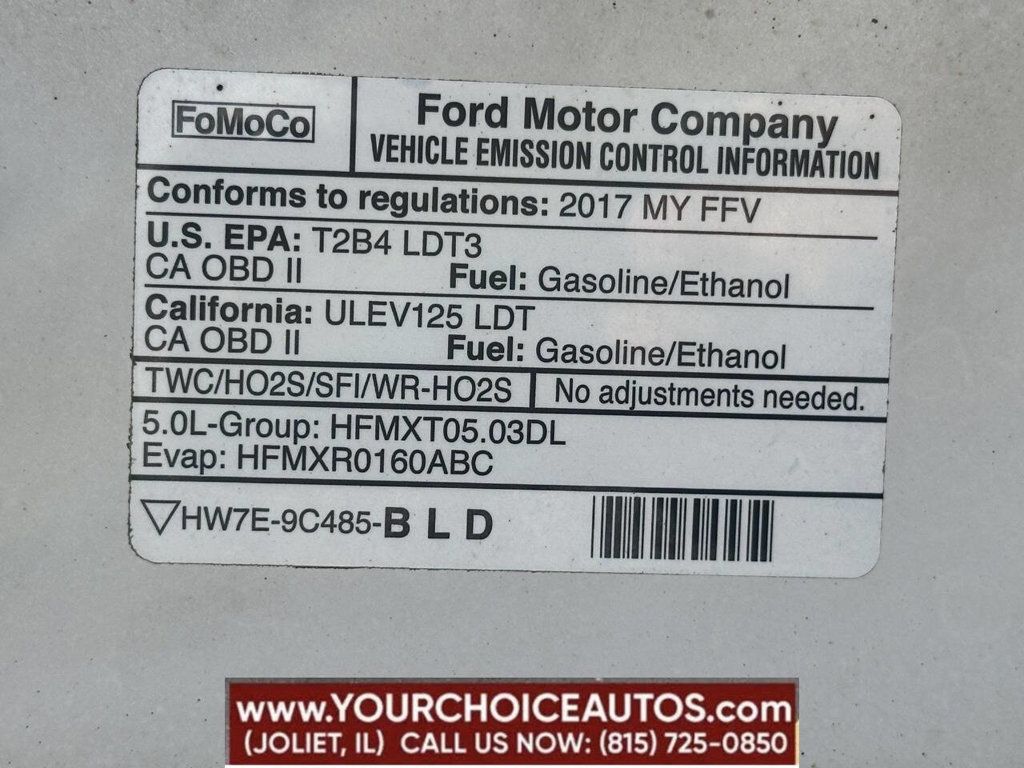 FoMoCo
Ford Motor Company
VEHICLE EMISSION CONTROL INFORMATION
Conforms to regulations: 2017 MY FFV
U.S. EPA: T2B4 LDT3
CA OBD II Fuel: Gasoline/Ethanol
California: ULEV125 LDT
CA OBD II Fuel: Gasoline/Ethanol
TWC/HO2S/SFI/WR-HO2S No adjustments needed.
5.0L-Group: HFMXT05.03DL
Evap: HFMXR0160ABC
HW7E-9C485-B L D
www.YOURCHOICEAUTOS.com
(JOLIET, IL) CALL US NOW: (815) 725-0850